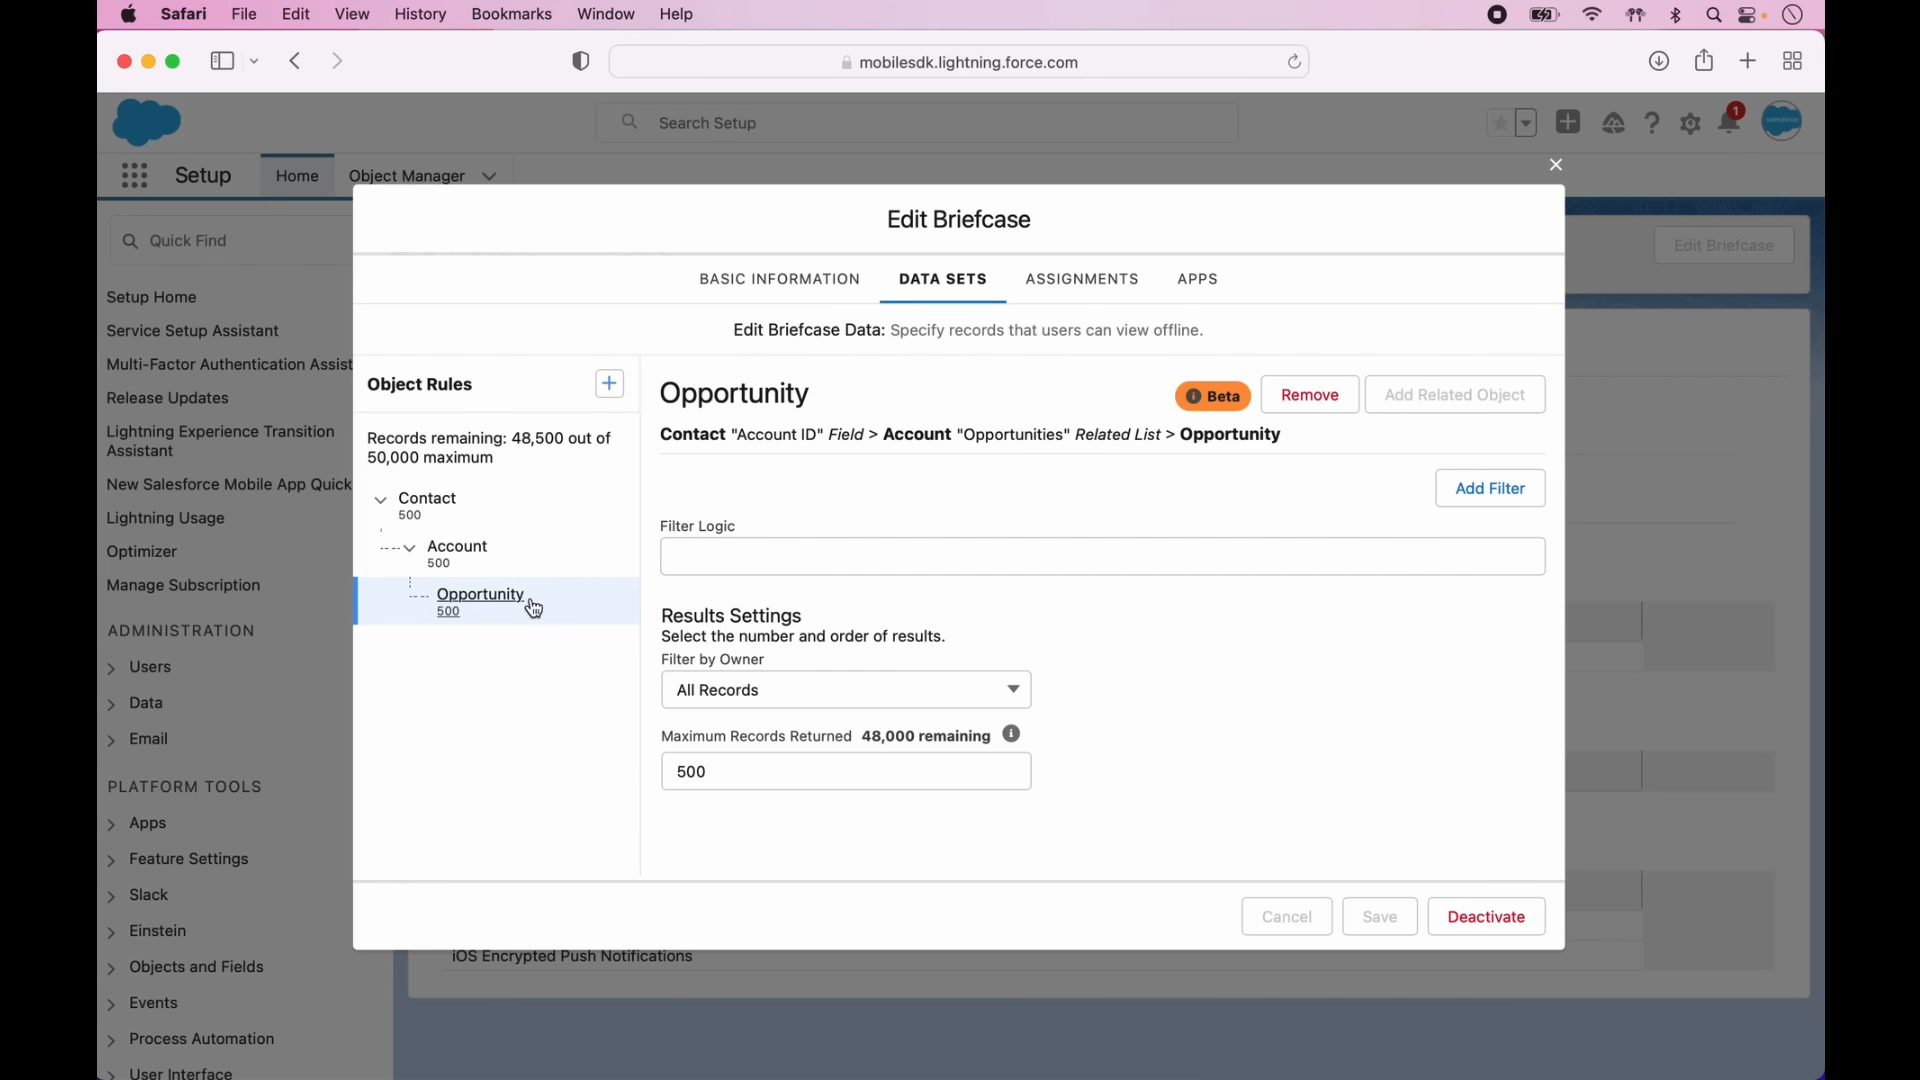 Safari File Edit View History Bookmarks Window Help
mobilesdk.lightning.force.com
Search Setup
1
salesforce
Setup Home Object Manager
Edit Briefcase
Quick Find
Edit Briefcase
BASIC INFORMATION DATA SETS ASSIGNMENTS APPS
Edit Briefcase Data: Specify records that users can view offline.
Setup Home
Service Setup Assistant
Multi-Factor Authentication Assist
Release Updates
Lightning Experience Transition
Assistant
New Salesforce Mobile App Quick
Lightning Usage
Optimizer
Manage Subscription
ADMINISTRATION
Users
Data
Email
PLATFORM TOOLS
Apps
Feature Settings
Slack
Einstein
Objects and Fields
Events
Process Automation
User Interface
Object Rules
Records remaining: 48,500 out of
50,000 maximum
Contact
500
Account
500
Opportunity
500
Opportunity
Beta Remove Add Related Object
Contact "Account ID" Field > Account "Opportunities" Related List > Opportunity
Add Filter
Filter Logic
Results Settings
Select the number and order of results.
Filter by Owner
All Records
Maximum Records Returned 48,000 remaining
500
Cancel Save Deactivate
iOS Encrypted Push Notifications